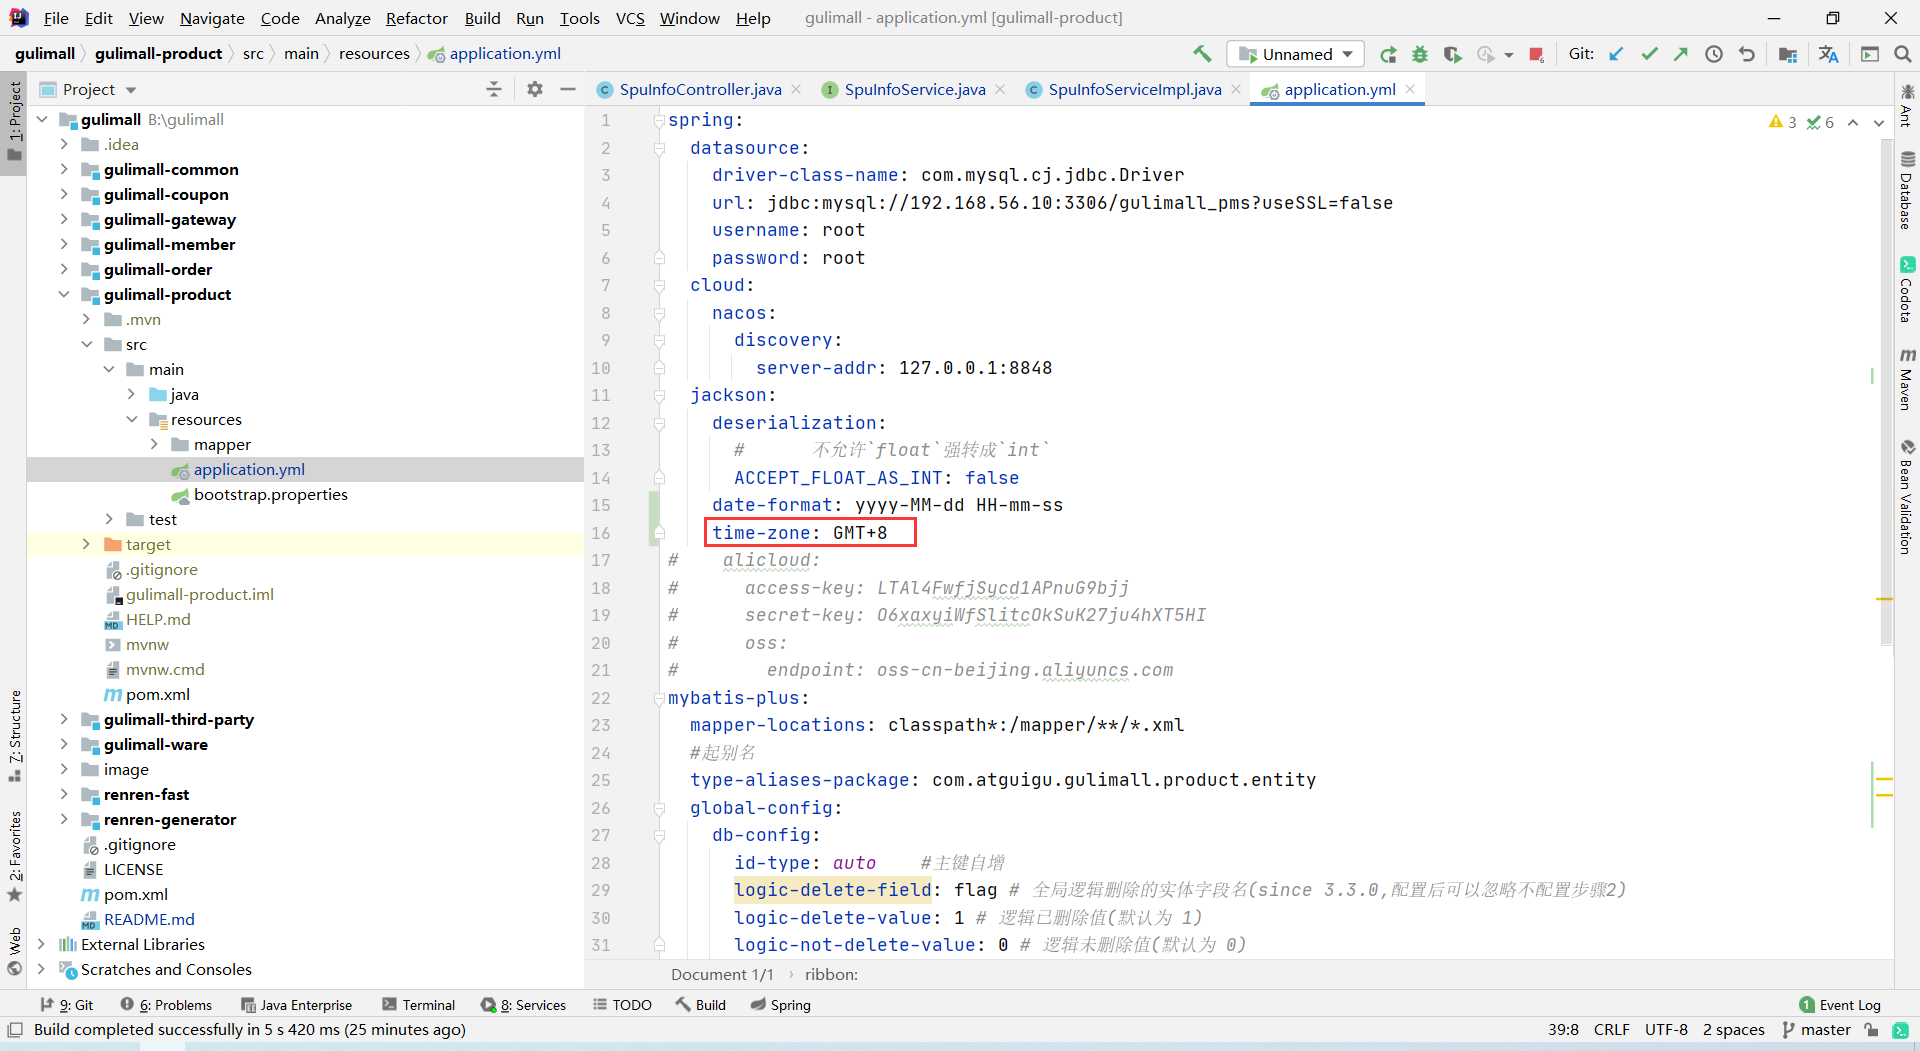 File Edit View Navigate Code Analyze Refactor Build Run Tools VCS Window Help gulimall - application.yml [gulimall-product]
gulimall gulimall-product src main resources application.yml Unnamed Git:
Project SpuInfoController.java SpuInfoService.java SpuInfoServiceImpl.java application.yml
1: Project
7: Structure
2: Favorites
Web
gulimall B:\gulimall
.idea
gulimall-common
gulimall-coupon
gulimall-gateway
gulimall-member
gulimall-order
gulimall-product
.mvn
src
main
java
resources
mapper
application.yml
bootstrap.properties
test
target
.gitignore
gulimall-product.iml
HELP.md
mvnw
mvnw.cmd
pom.xml
gulimall-third-party
gulimall-ware
image
renren-fast
renren-generator
.gitignore
LICENSE
pom.xml
README.md
External Libraries
Scratches and Consoles
3 6
1 spring:
2 datasource:
3 driver-class-name: com.mysql.cj.jdbc.Driver
4 url: jdbc:mysql://192.168.56.10:3306/gulimall_pms?useSSL=false
5 username: root
6 password: root
7 cloud:
8 nacos:
9 discovery:
10 server-addr: 127.0.0.1:8848
11 jackson:
12 deserialization:
13 # 不允许`float`强转成`int`
14 ACCEPT_FLOAT_AS_INT: false
15 date-format: yyyy-MM-dd HH-mm-ss
16 time-zone: GMT+8
17 # alicloud:
18 # access-key: LTAl4FwfjSycd1APnuG9bjj
19 # secret-key: O6xaxyiWfSlitcOkSuK27ju4hXT5Hl
20 # oss:
21 # endpoint: oss-cn-beijing.aliyuncs.com
22 mybatis-plus:
23 mapper-locations: classpath*:/mapper/**/*.xml
24 #起别名
25 type-aliases-package: com.atguigu.gulimall.product.entity
26 global-config:
27 db-config:
28 id-type: auto #主键自增
29 logic-delete-field: flag # 全局逻辑删除的实体字段名(since 3.3.0,配置后可以忽略不配置步骤2)
30 logic-delete-value: 1 # 逻辑已删除值(默认为 1)
31 logic-not-delete-value: 0 # 逻辑未删除值(默认为 0)
Document 1/1 ribbon:
Ant
Database
Codota
Maven
Bean Validation
9: Git 6: Problems Java Enterprise Terminal 8: Services TODO Build Spring 1 Event Log
Build completed successfully in 5 s 420 ms (25 minutes ago) 39:8 CRLF UTF-8 2 spaces master